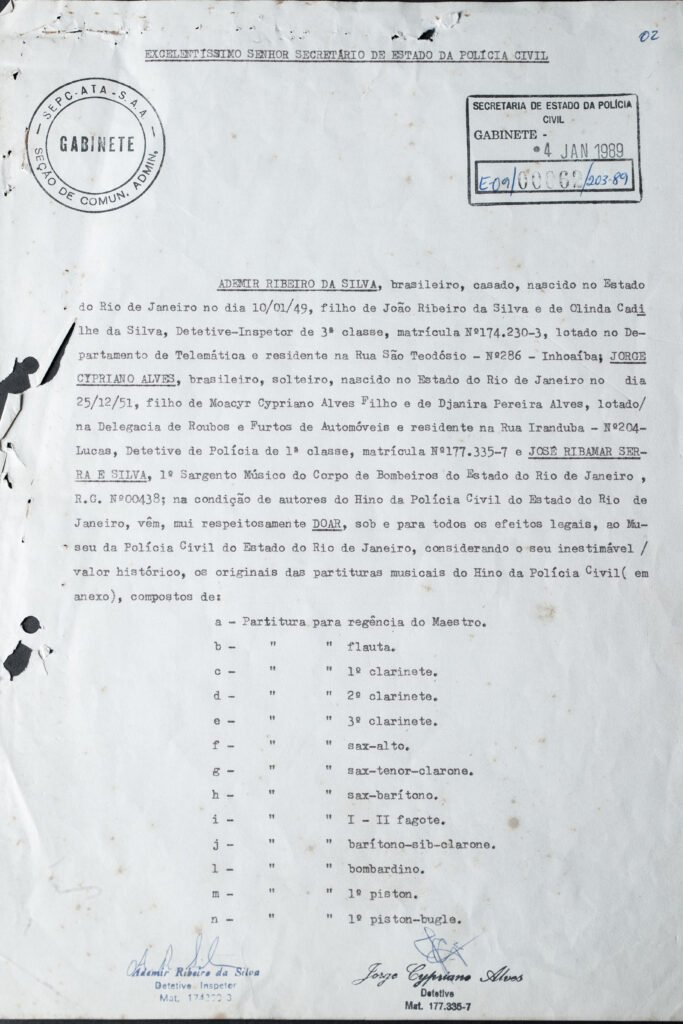 02
EXCELENTÍSSIMO SENHOR SECRETÁRIO DE ESTADO DA POLÍCIA CIVIL
SEPC-ATA-S.A.A
GABINETE
SEÇÃO DE COMUN. ADMIN.
SECRETARIA DE ESTADO DA POLÍCIA
CIVIL
GABINETE -
4 JAN 1989
E-09/00062/203-89
ADEMIR RIBEIRO DA SILVA, brasileiro, casado, nascido no Estado
do Rio de Janeiro no dia 10/01/49, filho de João Ribeiro da Silva e de Olinda Cadi
lhe da Silva, Detetive-Inspetor de 3ª classe, matrícula Nº174.230-3, lotado no De-
partamento de Telemática e residente na Rua São Teodósio - Nº286 - Inhoaíba; JORGE
CYPRIANO ALVES, brasileiro, solteiro, nascido no Estado do Rio de Janeiro no dia
25/12/51, filho de Moacyr Cypriano Alves Filho e de Djanira Pereira Alves, lotado/
na Delegacia de Roubos e Furtos de Automóveis e residente na Rua Iranduba - Nº204-
Lucas, Detetive de Polícia de 1ª classe, matrícula Nº177.335-7 e JOSÉ RIBAMAR SER-
RA E SILVA, 1º Sargento Músico do Corpo de Bombeiros do Estado do Rio de Janeiro ,
R.G. Nº00438; na condição de autores do Hino da Polícia Civil do Estado do Rio de
Janeiro, vêm, mui respeitosamente DOAR, sob e para todos os efeitos legais, ao Mu-
seu da Polícia Civil do Estado do Rio de Janeiro, considerando o seu inestimável /
valor histórico, os originais das partituras musicais do Hino da Polícia Civil( em
anexo), compostos de:
a - Partitura para regência do Maestro.
b - " " flauta.
c - " " 1º clarinete.
d - " " 2º clarinete.
e - " " 3º clarinete.
f - " " sax-alto.
g - " " sax-tenor-clarone.
h - " " sax-barítono.
i - " " I - II fagote.
j - " " barítono-sib-clarone.
l - " " bombardino.
m - " " 1º piston.
n - " " 1º piston-bugle.
Ademir Ribeiro da Silva
Detetive Inspetor
Mat.
Jorge Cypriano Alves
Detetive
Mat. 177.335-7